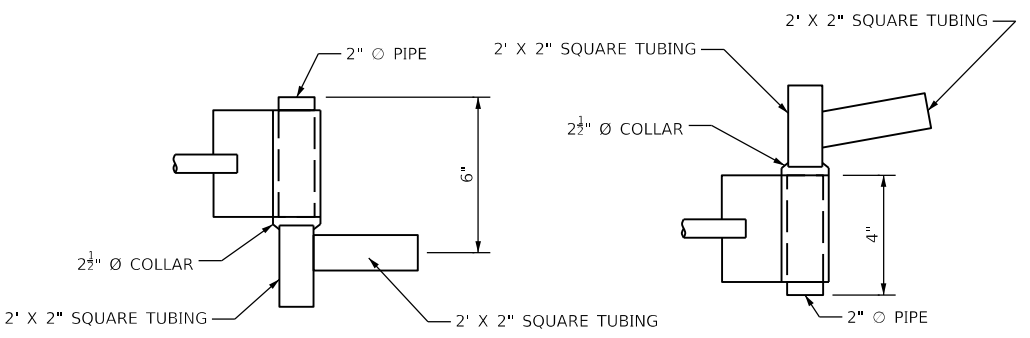 2' X 2" SQUARE TUBING
2' X 2" SQUARE TUBING
2" ∅ PIPE
2½" Ø COLLAR
6"
4"
2½" Ø COLLAR
2' X 2" SQUARE TUBING
2' X 2" SQUARE TUBING
2" ∅ PIPE